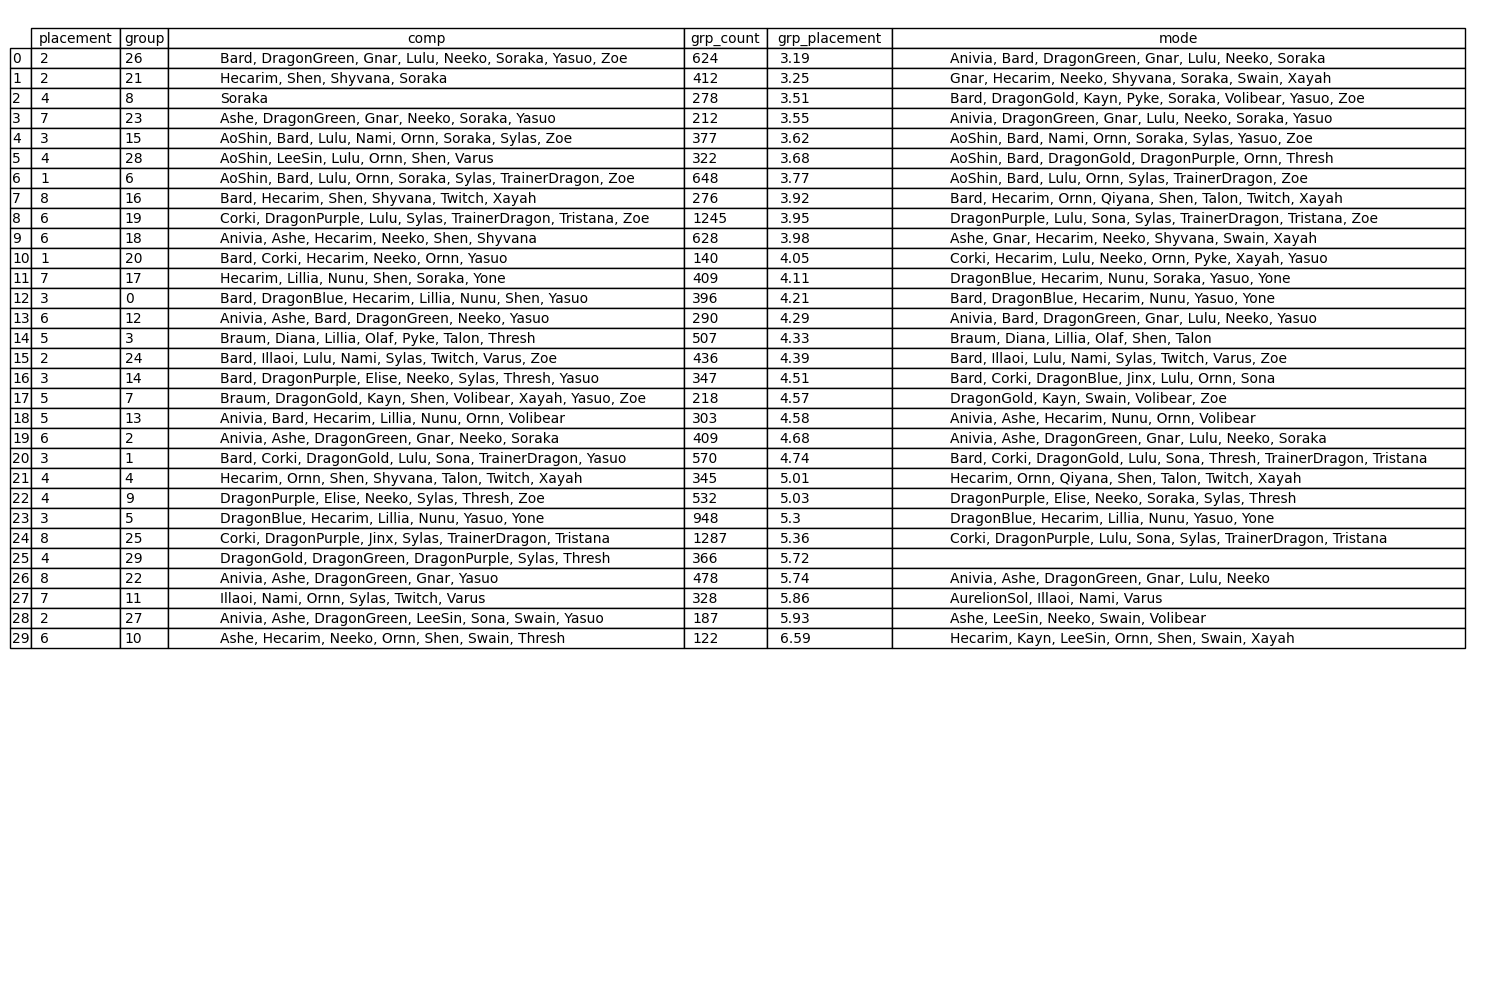 placement group comp grp_count grp_placement mode
0 2 26 Bard, DragonGreen, Gnar, Lulu, Neeko, Soraka, Yasuo, Zoe 624 3.19 Anivia, Bard, DragonGreen, Gnar, Lulu, Neeko, Soraka
1 2 21 Hecarim, Shen, Shyvana, Soraka 412 3.25 Gnar, Hecarim, Neeko, Shyvana, Soraka, Swain, Xayah
2 4 8 Soraka 278 3.51 Bard, DragonGold, Kayn, Pyke, Soraka, Volibear, Yasuo, Zoe
3 7 23 Ashe, DragonGreen, Gnar, Neeko, Soraka, Yasuo 212 3.55 Anivia, DragonGreen, Gnar, Lulu, Neeko, Soraka, Yasuo
4 3 15 AoShin, Bard, Lulu, Nami, Ornn, Soraka, Sylas, Zoe 377 3.62 AoShin, Bard, Nami, Ornn, Soraka, Sylas, Yasuo, Zoe
5 4 28 AoShin, LeeSin, Lulu, Ornn, Shen, Varus 322 3.68 AoShin, Bard, DragonGold, DragonPurple, Ornn, Thresh
6 1 6 AoShin, Bard, Lulu, Ornn, Soraka, Sylas, TrainerDragon, Zoe 648 3.77 AoShin, Bard, Lulu, Ornn, Sylas, TrainerDragon, Zoe
7 8 16 Bard, Hecarim, Shen, Shyvana, Twitch, Xayah 276 3.92 Bard, Hecarim, Ornn, Qiyana, Shen, Talon, Twitch, Xayah
8 6 19 Corki, DragonPurple, Lulu, Sylas, TrainerDragon, Tristana, Zoe 1245 3.95 DragonPurple, Lulu, Sona, Sylas, TrainerDragon, Tristana, Zoe
9 6 18 Anivia, Ashe, Hecarim, Neeko, Shen, Shyvana 628 3.98 Ashe, Gnar, Hecarim, Neeko, Shyvana, Swain, Xayah
10 1 20 Bard, Corki, Hecarim, Neeko, Ornn, Yasuo 140 4.05 Corki, Hecarim, Lulu, Neeko, Ornn, Pyke, Xayah, Yasuo
11 7 17 Hecarim, Lillia, Nunu, Shen, Soraka, Yone 409 4.11 DragonBlue, Hecarim, Nunu, Soraka, Yasuo, Yone
12 3 0 Bard, DragonBlue, Hecarim, Lillia, Nunu, Shen, Yasuo 396 4.21 Bard, DragonBlue, Hecarim, Nunu, Yasuo, Yone
13 6 12 Anivia, Ashe, Bard, DragonGreen, Neeko, Yasuo 290 4.29 Anivia, Bard, DragonGreen, Gnar, Lulu, Neeko, Yasuo
14 5 3 Braum, Diana, Lillia, Olaf, Pyke, Talon, Thresh 507 4.33 Braum, Diana, Lillia, Olaf, Shen, Talon
15 2 24 Bard, Illaoi, Lulu, Nami, Sylas, Twitch, Varus, Zoe 436 4.39 Bard, Illaoi, Lulu, Nami, Sylas, Twitch, Varus, Zoe
16 3 14 Bard, DragonPurple, Elise, Neeko, Sylas, Thresh, Yasuo 347 4.51 Bard, Corki, DragonBlue, Jinx, Lulu, Ornn, Sona
17 5 7 Braum, DragonGold, Kayn, Shen, Volibear, Xayah, Yasuo, Zoe 218 4.57 DragonGold, Kayn, Swain, Volibear, Zoe
18 5 13 Anivia, Bard, Hecarim, Lillia, Nunu, Ornn, Volibear 303 4.58 Anivia, Ashe, Hecarim, Nunu, Ornn, Volibear
19 6 2 Anivia, Ashe, DragonGreen, Gnar, Neeko, Soraka 409 4.68 Anivia, Ashe, DragonGreen, Gnar, Lulu, Neeko, Soraka
20 3 1 Bard, Corki, DragonGold, Lulu, Sona, TrainerDragon, Yasuo 570 4.74 Bard, Corki, DragonGold, Lulu, Sona, Thresh, TrainerDragon, Tristana
21 4 4 Hecarim, Ornn, Shen, Shyvana, Talon, Twitch, Xayah 345 5.01 Hecarim, Ornn, Qiyana, Shen, Talon, Twitch, Xayah
22 4 9 DragonPurple, Elise, Neeko, Sylas, Thresh, Zoe 532 5.03 DragonPurple, Elise, Neeko, Soraka, Sylas, Thresh
23 3 5 DragonBlue, Hecarim, Lillia, Nunu, Yasuo, Yone 948 5.3 DragonBlue, Hecarim, Lillia, Nunu, Yasuo, Yone
24 8 25 Corki, DragonPurple, Jinx, Sylas, TrainerDragon, Tristana 1287 5.36 Corki, DragonPurple, Lulu, Sona, Sylas, TrainerDragon, Tristana
25 4 29 DragonGold, DragonGreen, DragonPurple, Sylas, Thresh 366 5.72
26 8 22 Anivia, Ashe, DragonGreen, Gnar, Yasuo 478 5.74 Anivia, Ashe, DragonGreen, Gnar, Lulu, Neeko
27 7 11 Illaoi, Nami, Ornn, Sylas, Twitch, Varus 328 5.86 AurelionSol, Illaoi, Nami, Varus
28 2 27 Anivia, Ashe, DragonGreen, LeeSin, Sona, Swain, Yasuo 187 5.93 Ashe, LeeSin, Neeko, Swain, Volibear
29 6 10 Ashe, Hecarim, Neeko, Ornn, Shen, Swain, Thresh 122 6.59 Hecarim, Kayn, LeeSin, Ornn, Shen, Swain, Xayah